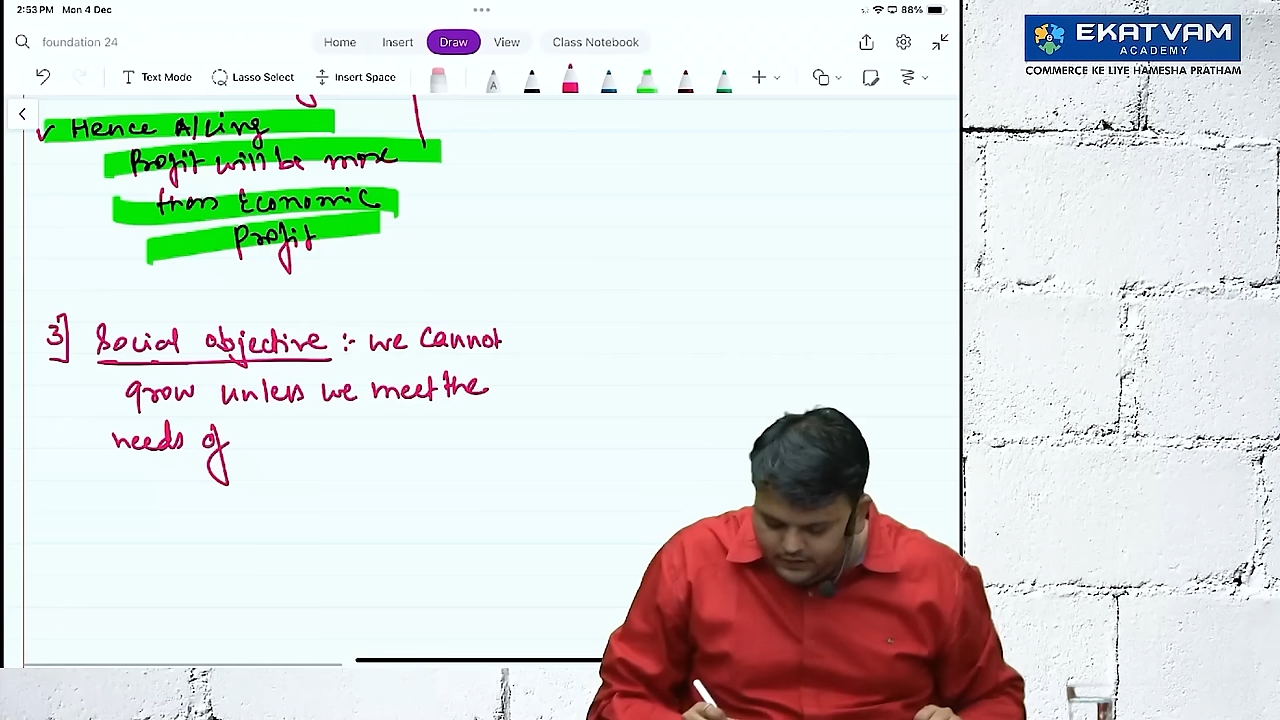 2:53 PM Mon 4 Dec
88%
foundation 24
Home Insert Draw View Class Notebook
Text Mode Lasso Select Insert Space
EKATVAM
ACADEMY
COMMERCE KE LIYE HAMESHA PRATHAM
✓ Hence A/cing
Profit will be more
than Economic
Profit
3] Social objective :- we cannot
grow unless we meet the
needs of